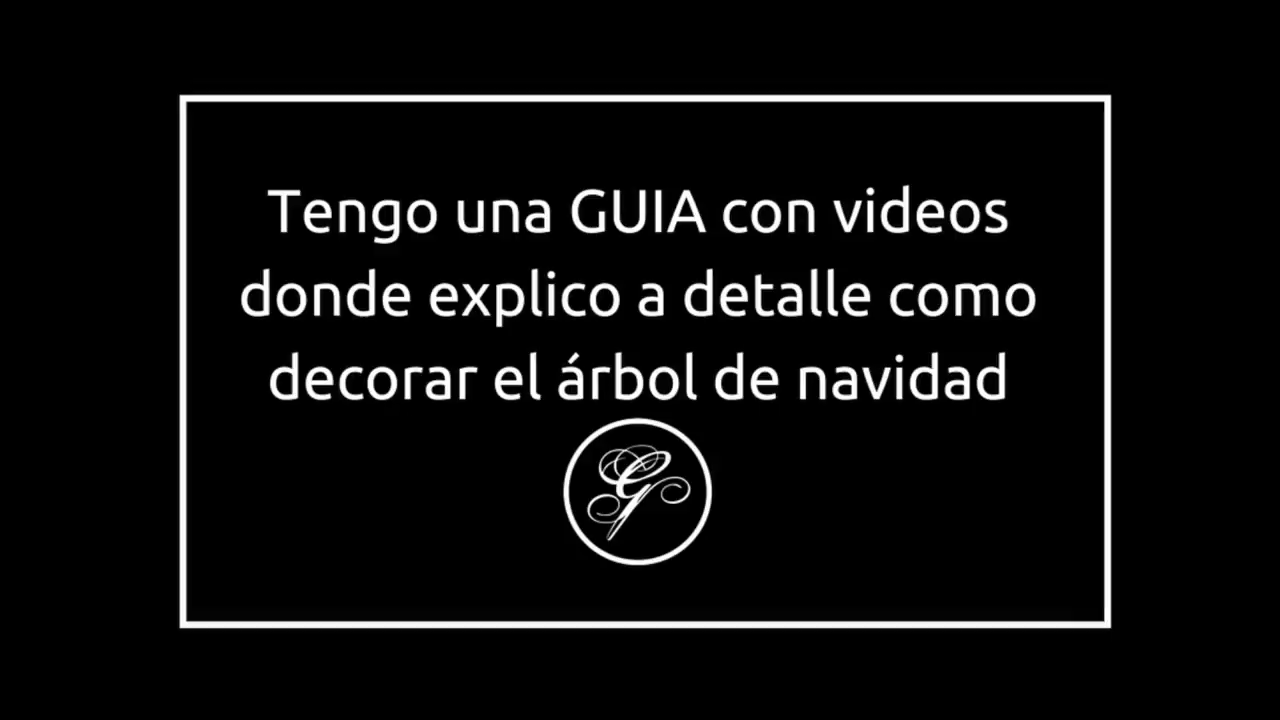 Tengo una GUIA con videos
donde explico a detalle como
decorar el árbol de navidad
G